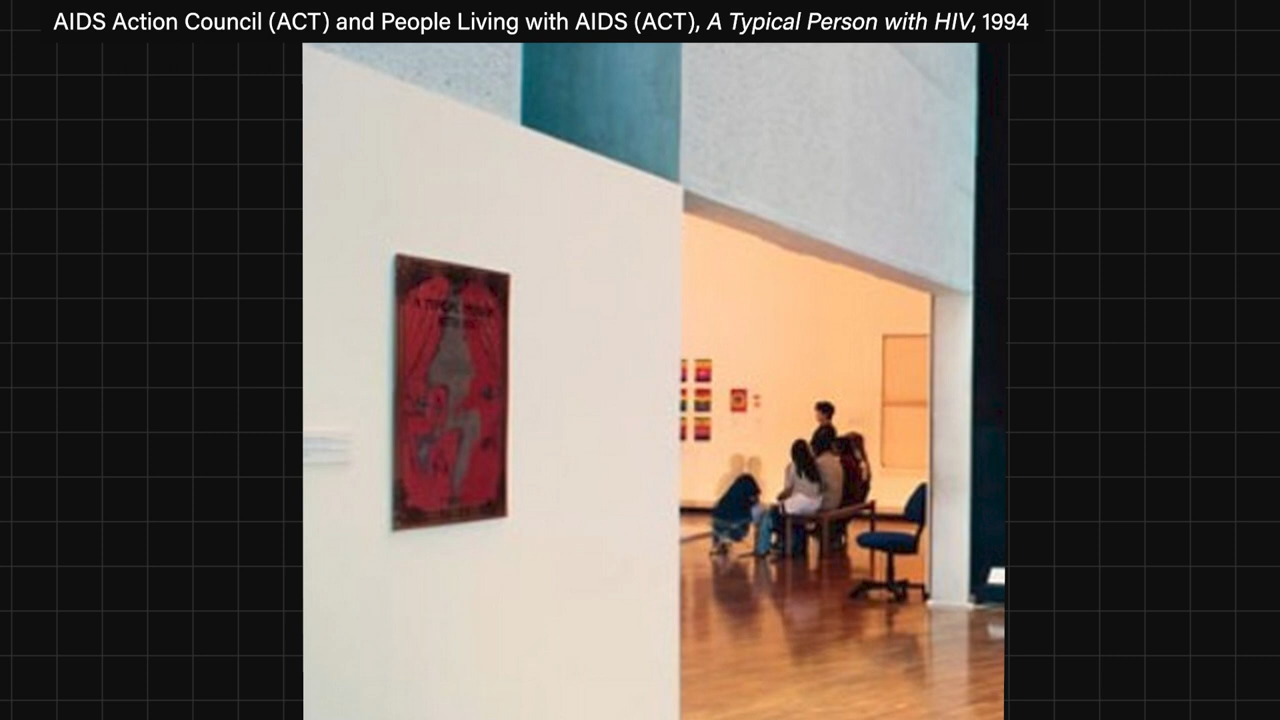 AIDS Action Council (ACT) and People Living with AIDS (ACT), A Typical Person with HIV, 1994